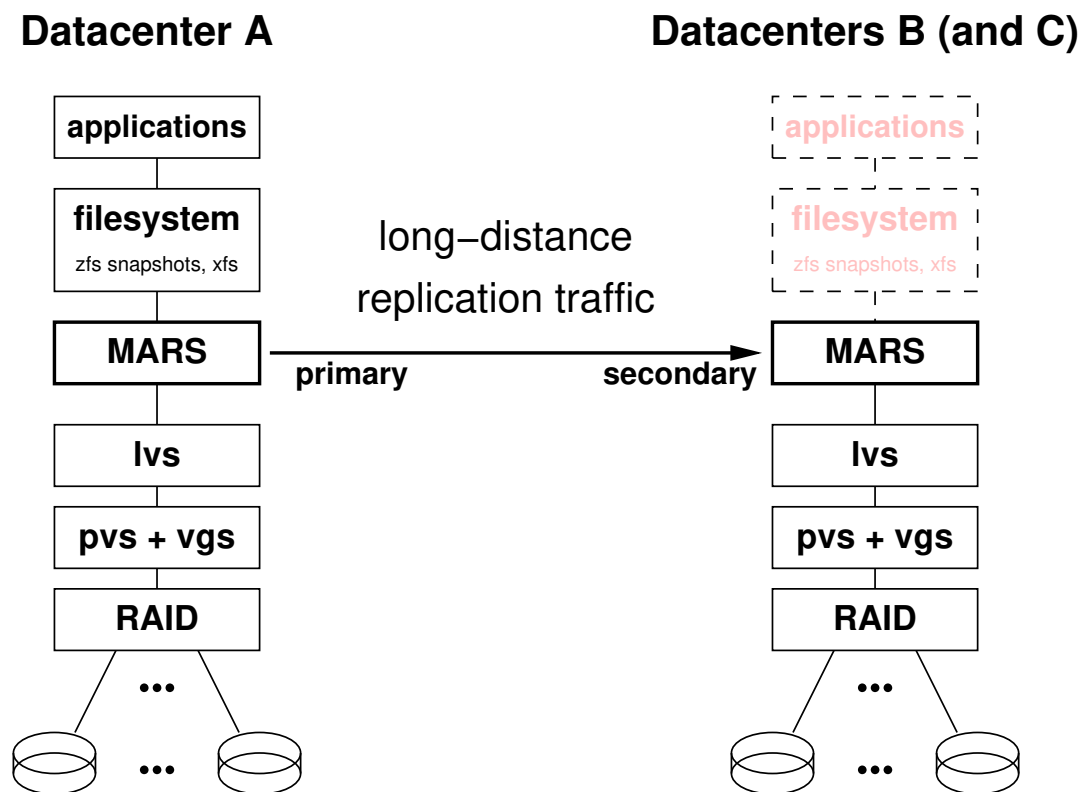 Datacenter A
applications
filesystem
zfs snapshots, xfs
MARS
lvs
pvs + vgs
RAID
...
...
long−distance
replication traffic
primary
secondary
Datacenters B (and C)
applications
filesystem
zfs snapshots, xfs
MARS
lvs
pvs + vgs
RAID
...
...